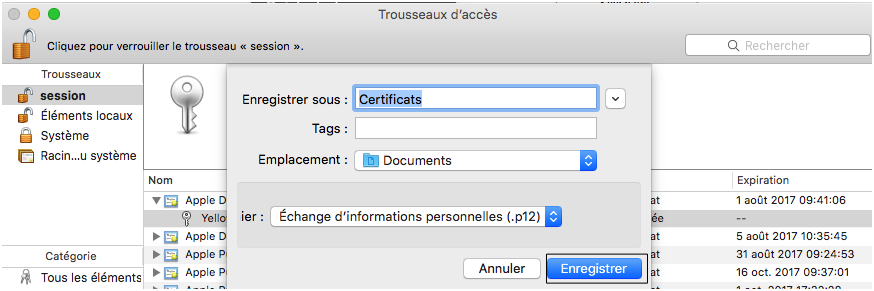 Trousseaux d'accès
Cliquez pour verrouiller le trousseau « session ».
Rechercher
Trousseaux
session
Éléments locaux
Système
Racin...u système
Enregistrer sous : Certificats
Tags :
Emplacement : Documents
ier : Échange d'informations personnelles (.p12)
Annuler Enregistrer
Nom Expiration
Apple D at 1 août 2017 09:41:06
Yellow ée --
Apple D at 5 août 2017 10:35:45
Apple P at 31 août 2017 09:24:53
Apple P at 16 oct. 2017 09:37:01
Catégorie
Tous les éléments